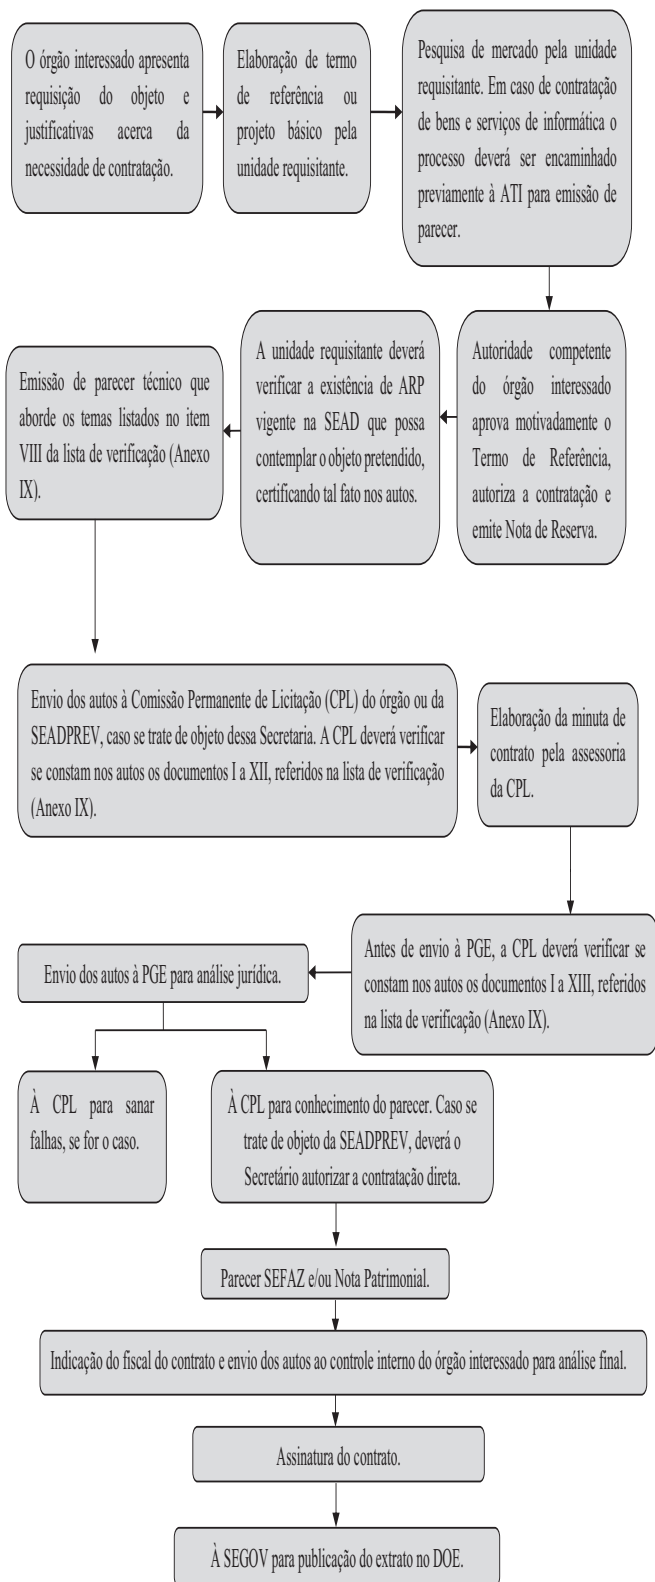 O órgão interessado apresenta
requisição do objeto e
justificativas acerca da
necessidade de contratação.
Elaboração de termo
de referência ou
projeto básico pela
unidade requisitante.
Pesquisa de mercado pela unidade
requisitante. Em caso de contratação
de bens e serviços de informática o
processo deverá ser encaminhado
previamente à ATI para emissão de
parecer.
Autoridade competente
do órgão interessado
aprova motivadamente o
Termo de Referência,
autoriza a contratação e
emite Nota de Reserva.
A unidade requisitante deverá
verificar a existência de ARP
vigente na SEAD que possa
contemplar o objeto pretendido,
certificando tal fato nos autos.
Emissão de parecer técnico que
aborde os temas listados no item
VIII da lista de verificação (Anexo
IX).
Envio dos autos à Comissão Permanente de Licitação (CPL) do órgão ou da
SEADPREV, caso se trate de objeto dessa Secretaria. A CPL deverá verificar
se constam nos autos os documentos I a XII, referidos na lista de verificação
(Anexo IX).
Elaboração da minuta de
contrato pela assessoria
da CPL.
Antes de envio à PGE, a CPL deverá verificar se
constam nos autos os documentos I a XIII, referidos
na lista de verificação (Anexo IX).
Envio dos autos à PGE para análise jurídica.
À CPL para sanar
falhas, se for o caso.
À CPL para conhecimento do parecer. Caso se
trate de objeto da SEADPREV, deverá o
Secretário autorizar a contratação direta.
Parecer SEFAZ e/ou Nota Patrimonial.
Indicação do fiscal do contrato e envio dos autos ao controle interno do órgão interessado para análise final.
Assinatura do contrato.
À SEGOV para publicação do extrato no DOE.